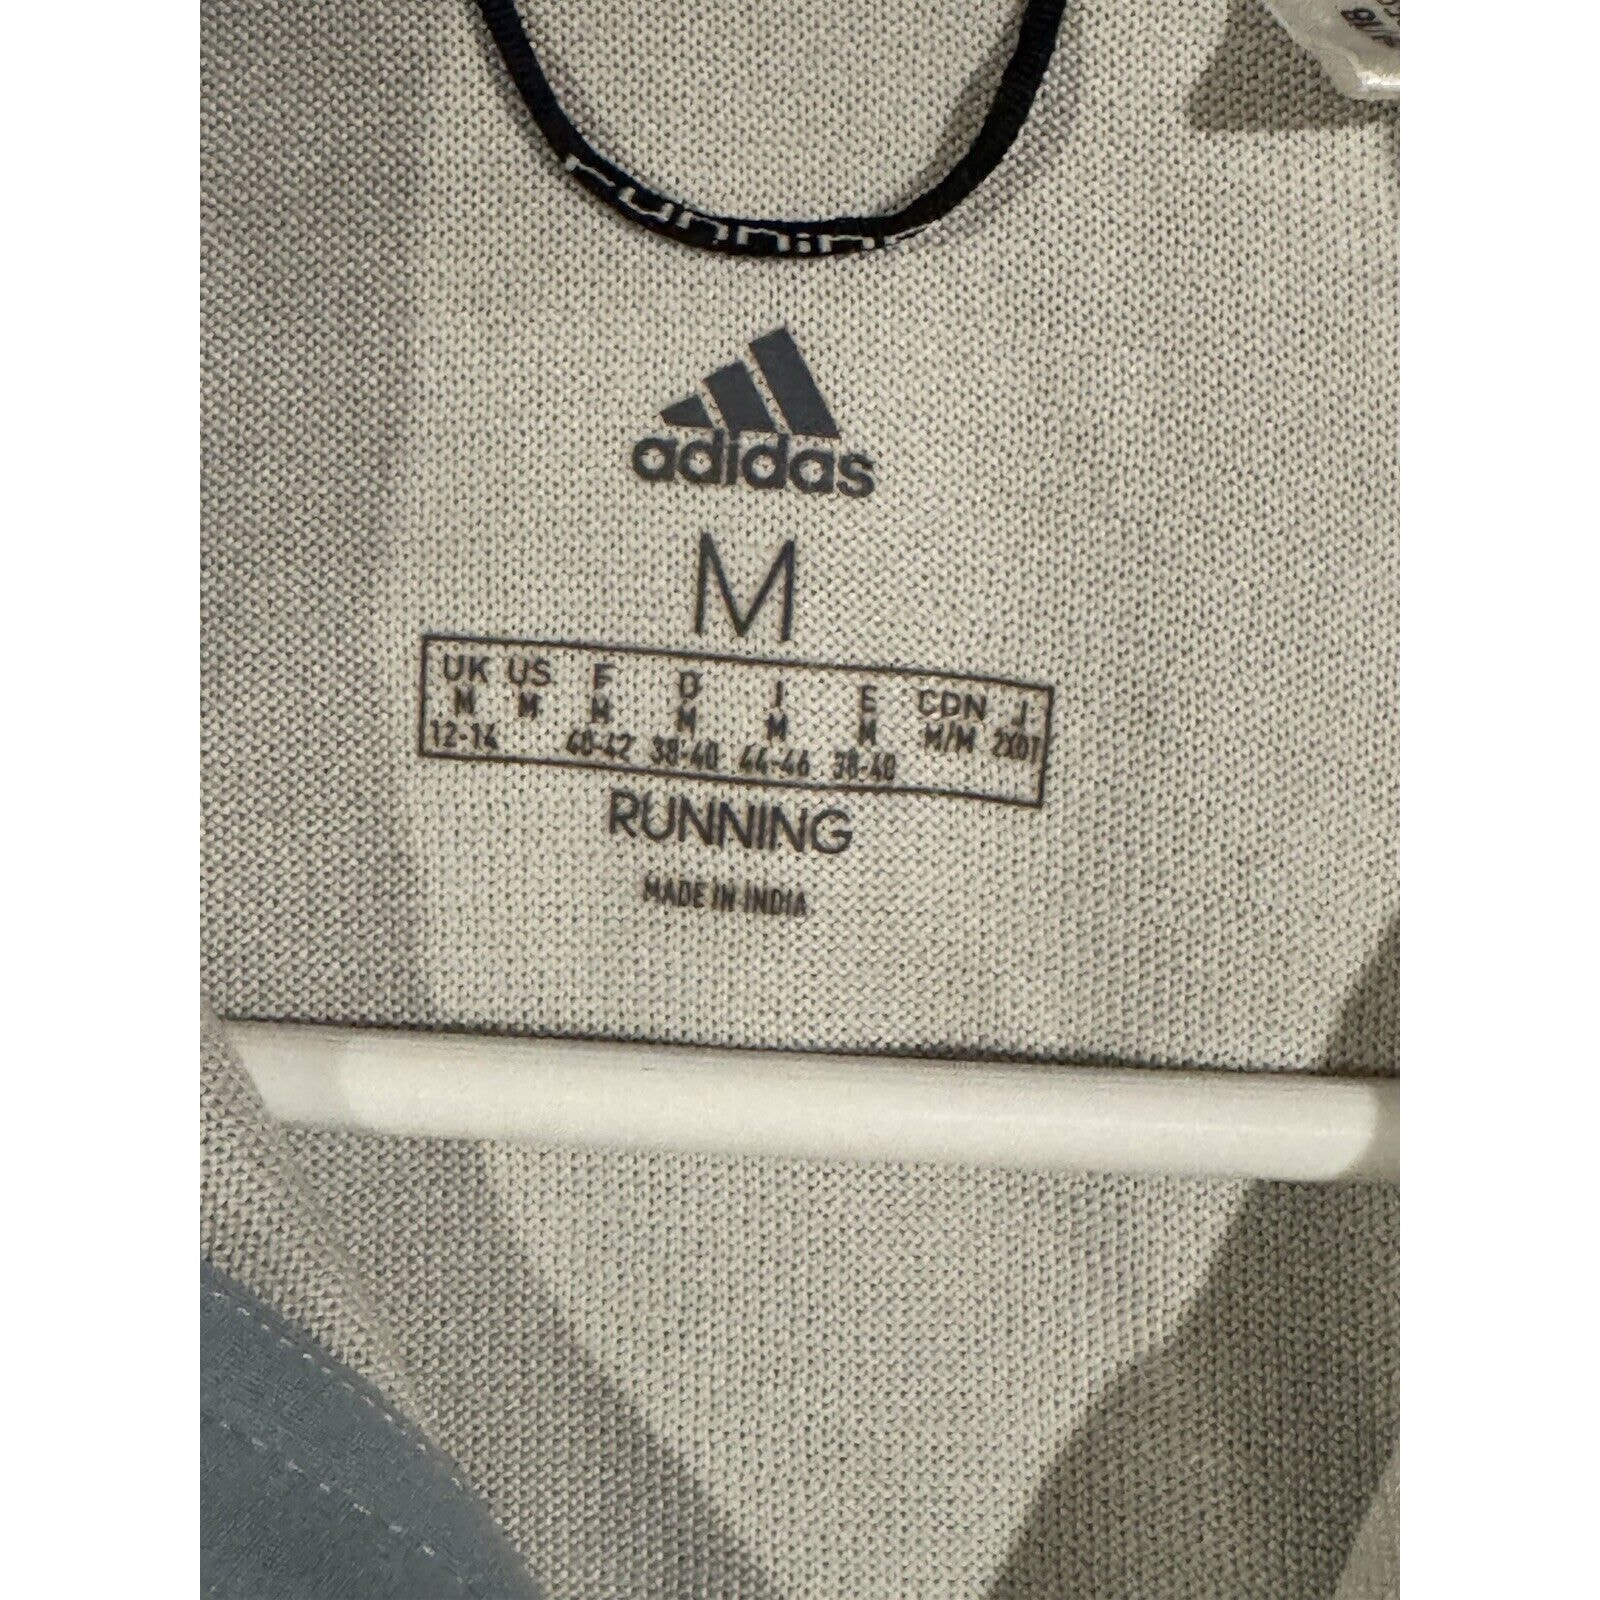 running
adidas
M
UK US F D I E CDN J
M M M M M M M/M 2XOT
12-14 40-42 38-40 44-46 38-40
RUNNING
MADE IN INDIA